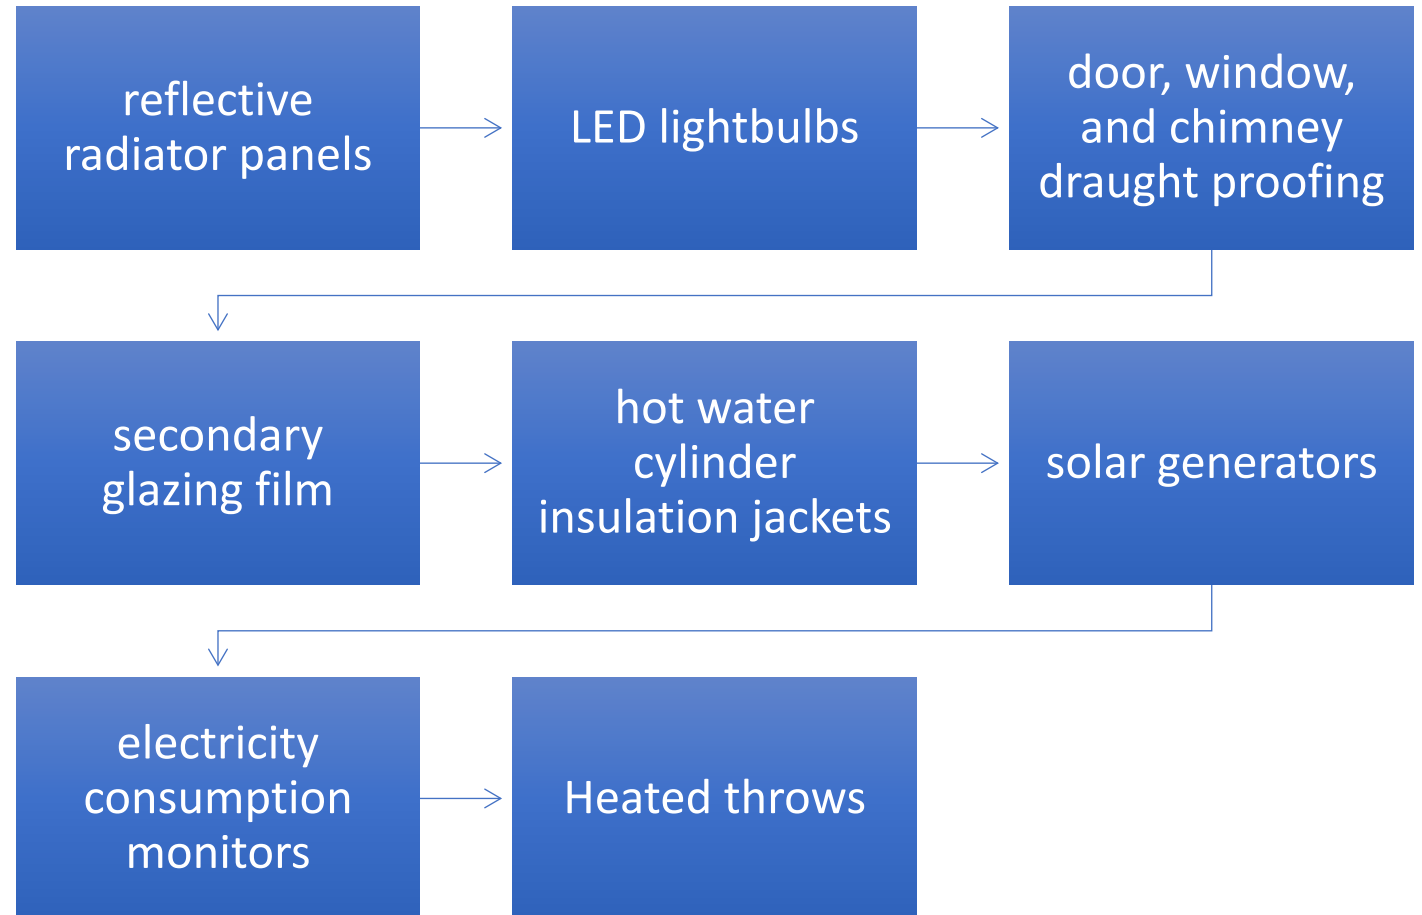 reflective
radiator panels
LED lightbulbs
door, window,
and chimney
draught proofing
secondary
glazing film
hot water
cylinder
insulation jackets
solar generators
electricity
consumption
monitors
Heated throws